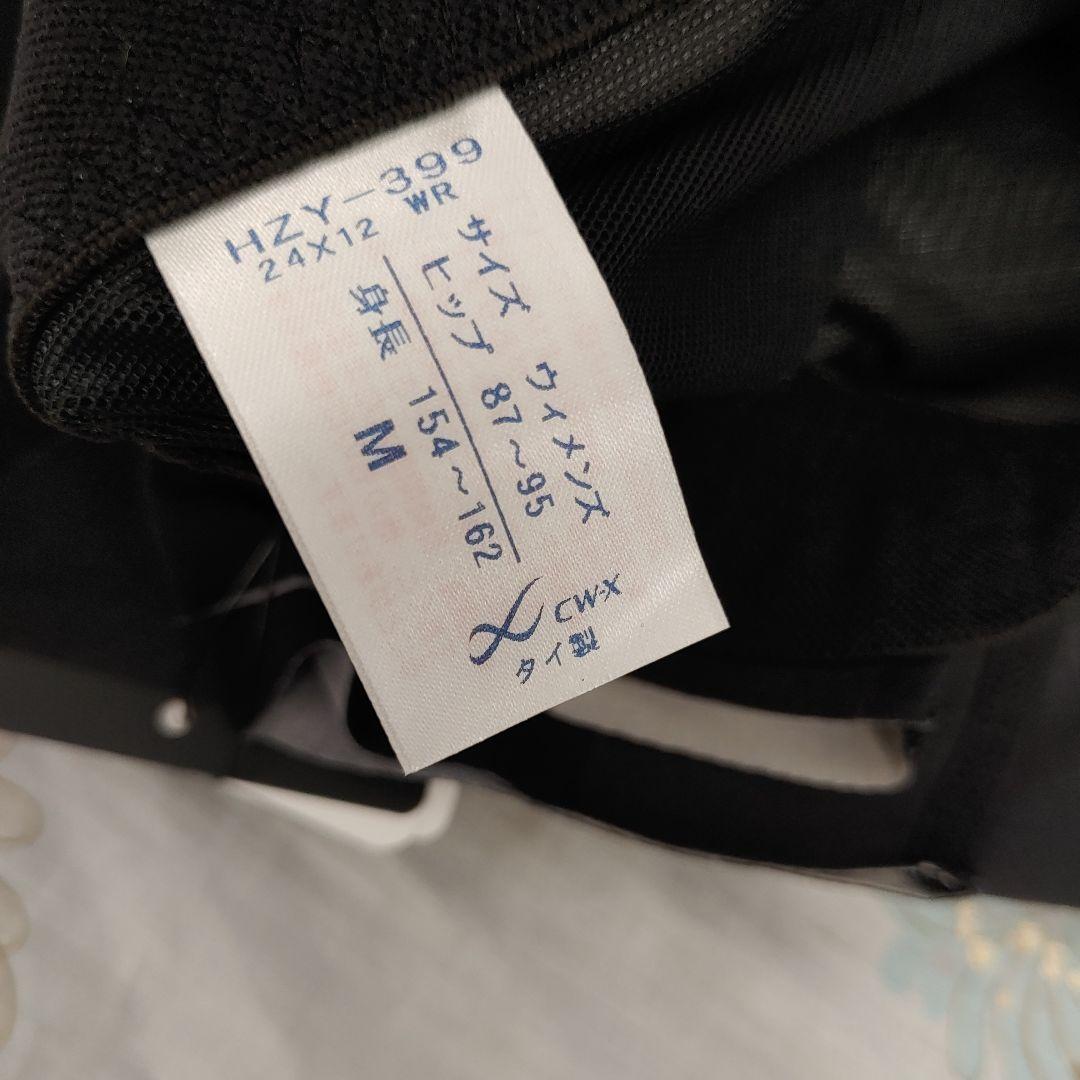 HZY-399
24X12 WR
サイズ ウィメンズ
ヒップ 87～95
身長 154～162
M
CW-X
タイ製